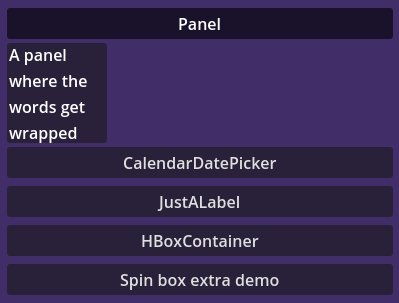 Panel
A panel
where the
words get
wrapped
CalendarDatePicker
JustALabel
HBoxContainer
Spin box extra demo